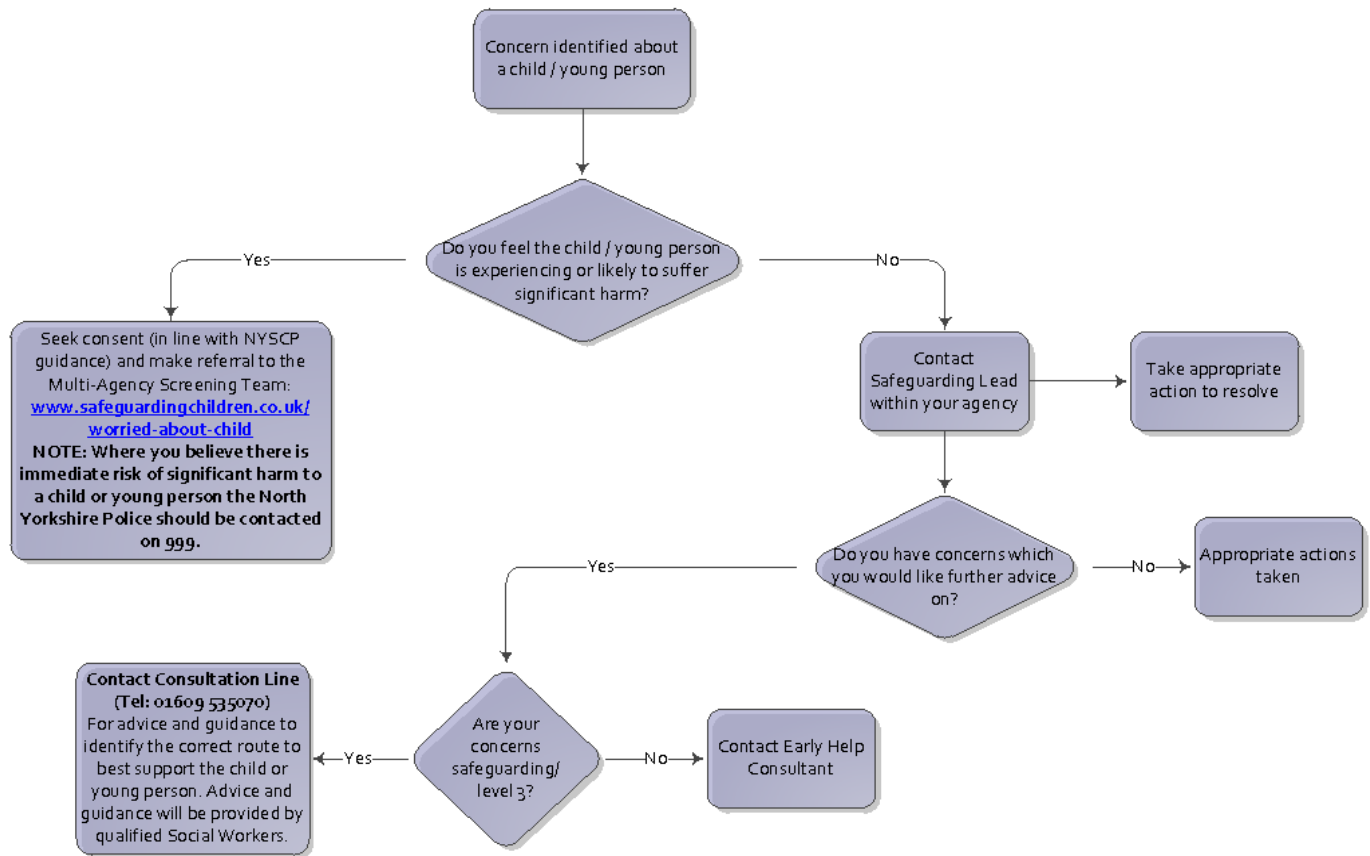 Concern identified about
a child / young person
Do you feel the child / young person
is experiencing or likely to suffer
significant harm?
Yes
No
Seek consent (in line with NYSCP
guidance) and make referral to the
Multi-Agency Screening Team:
www.safeguardingchildren.co.uk/
worried-about-child
NOTE: Where you believe there is
immediate risk of significant harm to
a child or young person the North
Yorkshire Police should be contacted
on 999.
Contact
Safeguarding Lead
within your agency
Take appropriate
action to resolve
Do you have concerns which
you would like further advice
on?
Yes
No
Appropriate actions
taken
Are your
concerns
safeguarding/
level 3?
Yes
No
Contact Consultation Line
(Tel: 01609 535070)
For advice and guidance to
identify the correct route to
best support the child or
young person. Advice and
guidance will be provided by
qualified Social Workers.
Contact Early Help
Consultant